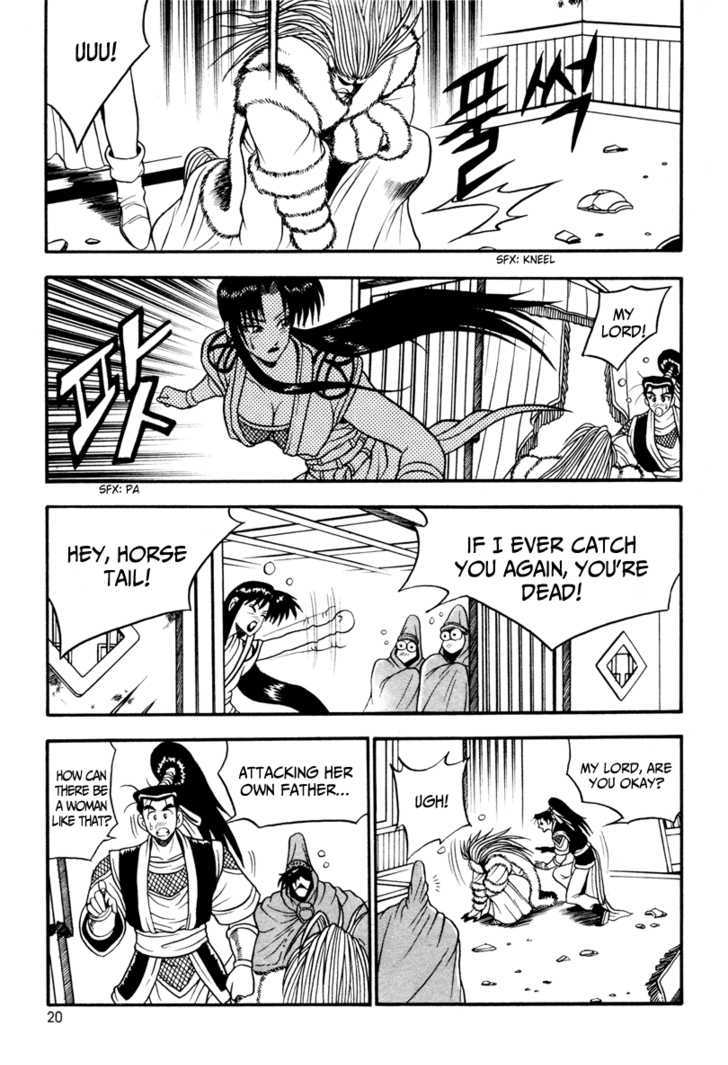 UUU!
풀썩
SFX: KNEEL
팟
SFX: PA
MY
LORD!
HEY, HORSE
TAIL!
IF I EVER CATCH
YOU AGAIN, YOU'RE
DEAD!
HOW CAN
THERE BE
A WOMAN
LIKE THAT?
ATTACKING HER
OWN FATHER...
UGH!
MY LORD, ARE
YOU OKAY?
20